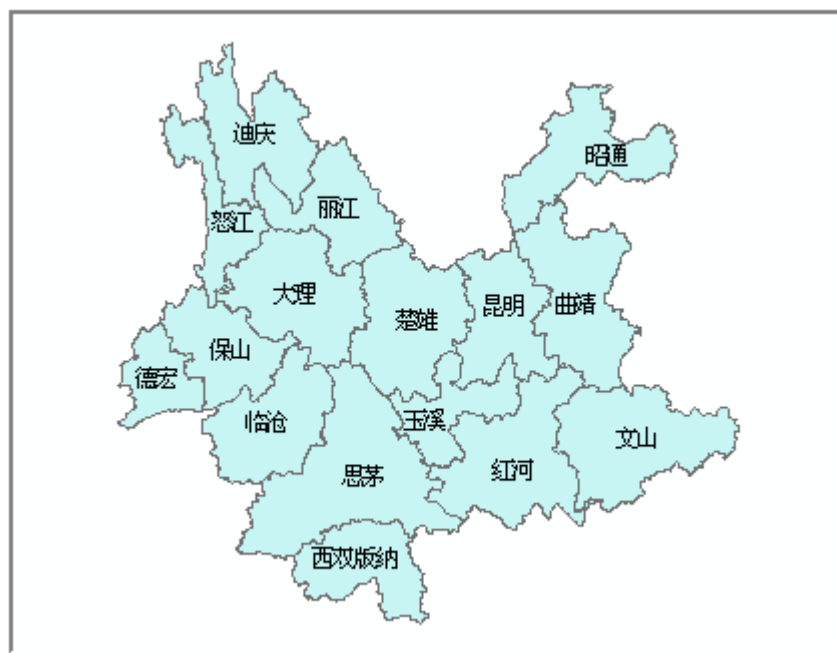 迪庆
昭通
丽江
怒江
大理
昆明
曲靖
楚雄
保山
德宏
临沧
玉溪
文山
红河
思茅
西双版纳